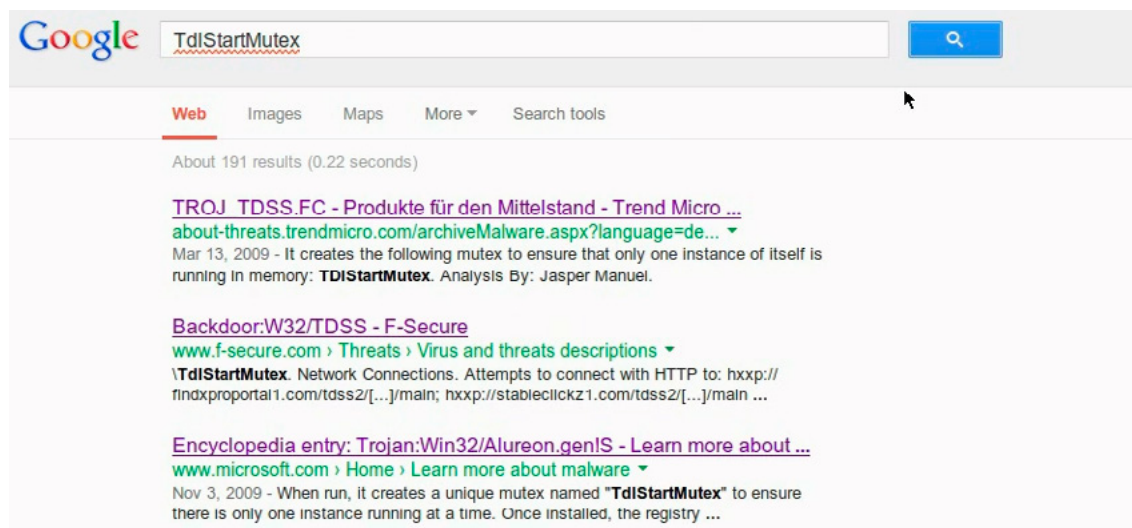 Google
TdlStartMutex
Web Images Maps More Search tools
About 191 results (0.22 seconds)
TROJ_TDSS.FC - Produkte für den Mittelstand - Trend Micro ...
about-threats.trendmicro.com/archiveMalware.aspx?language=de...
Mar 13, 2009 - It creates the following mutex to ensure that only one instance of itself is
running in memory: TDlStartMutex. Analysis By: Jasper Manuel.
Backdoor:W32/TDSS - F-Secure
www.f-secure.com › Threats › Virus and threats descriptions
\TdlStartMutex. Network Connections. Attempts to connect with HTTP to: hxxp://
findxproportal1.com/tdss2/[...]/main; hxxp://stableclickz1.com/tdss2/[...]/main ...
Encyclopedia entry: Trojan:Win32/Alureon.gen!S - Learn more about ...
www.microsoft.com › Home › Learn more about malware
Nov 3, 2009 - When run, it creates a unique mutex named "TdlStartMutex" to ensure
there is only one instance running at a time. Once installed, the registry ...